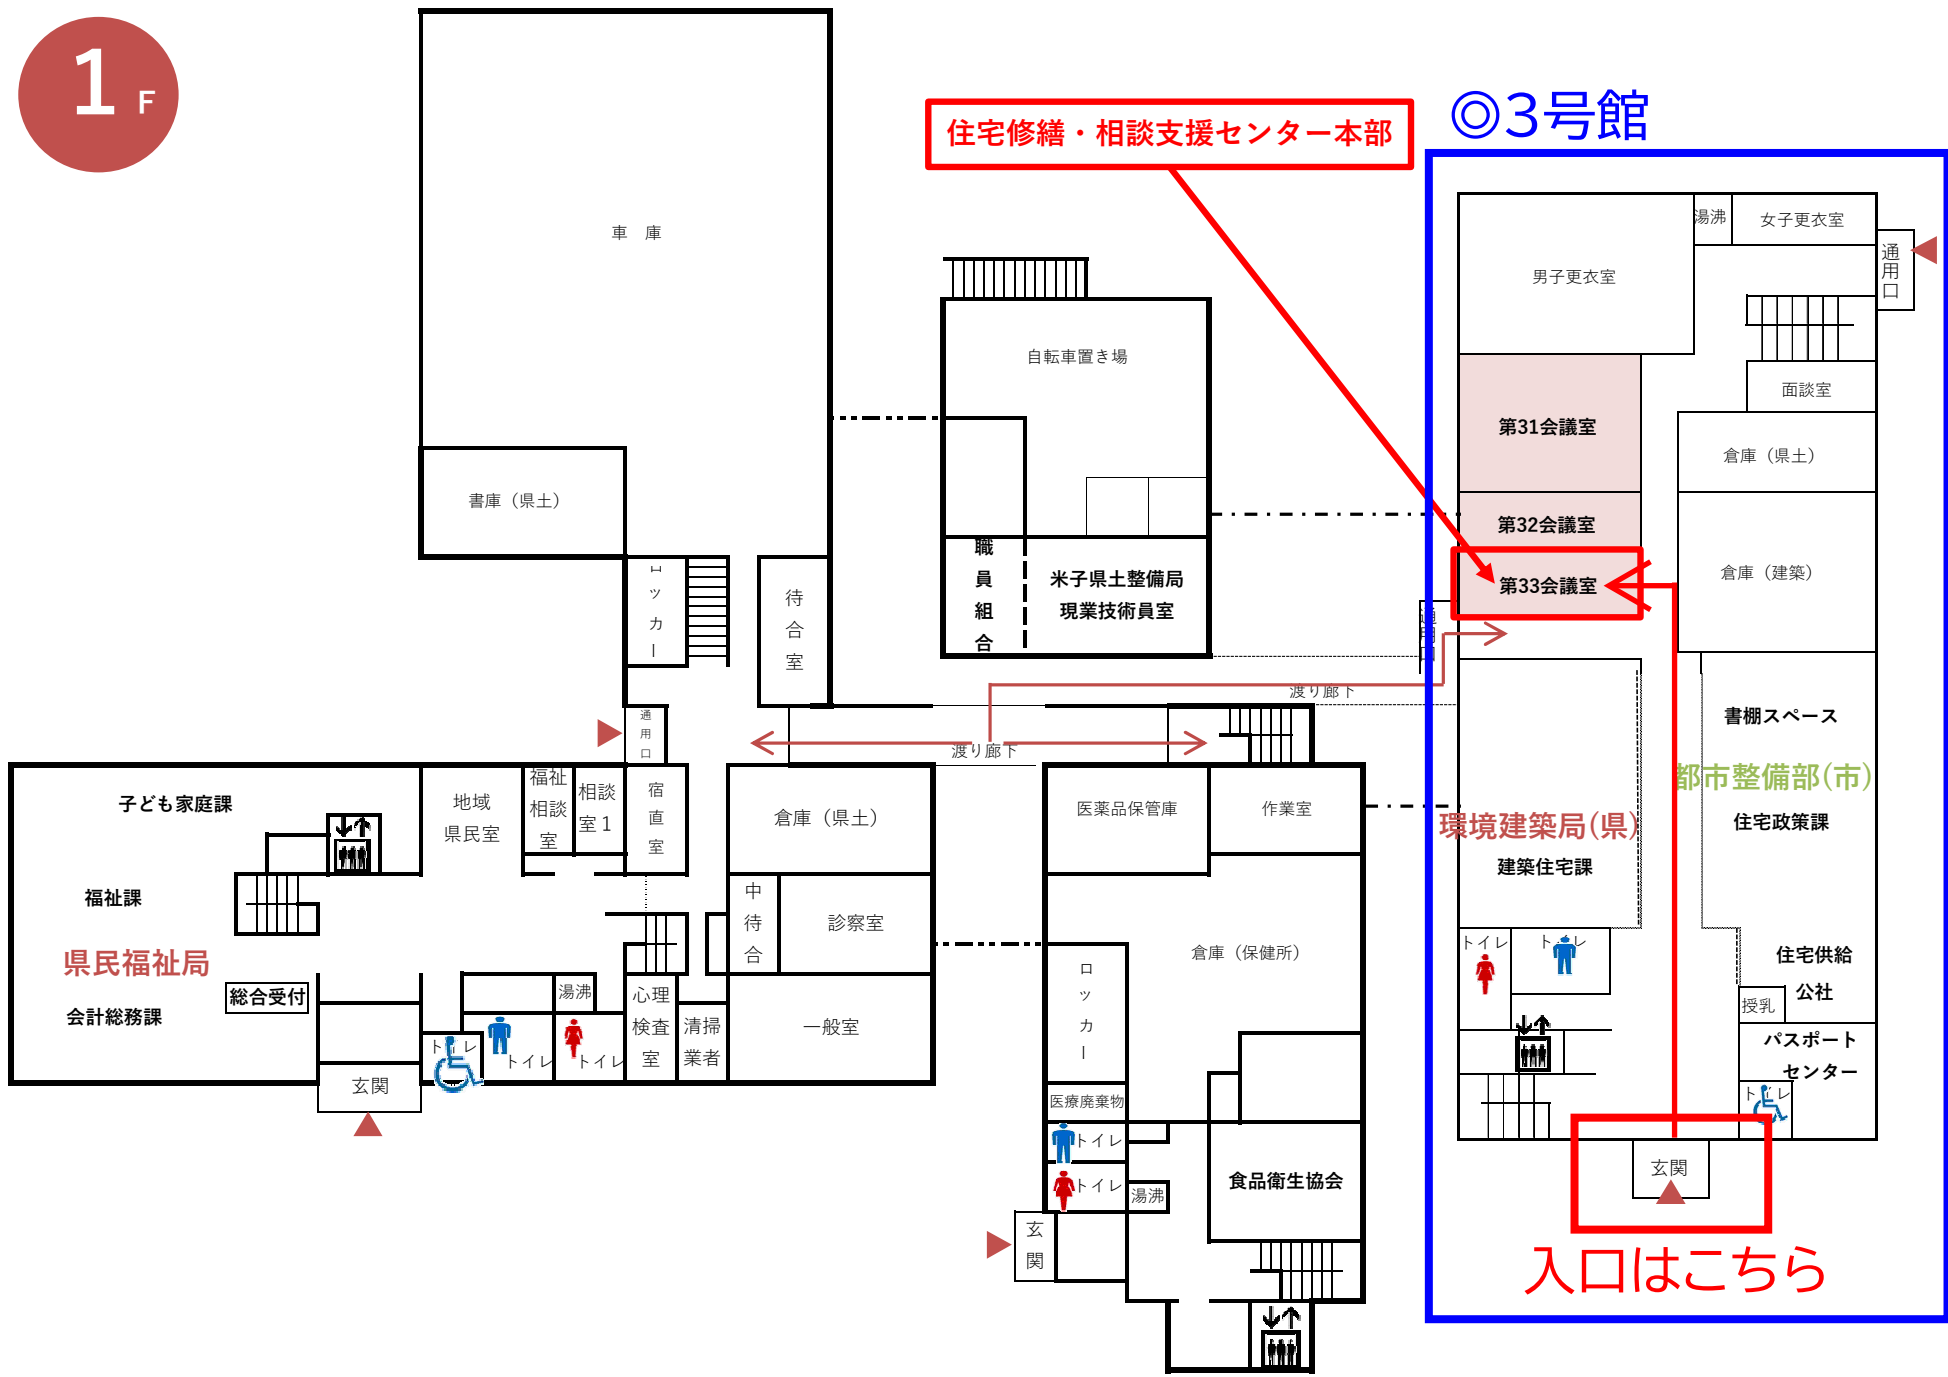 1F
◎3号館
住宅修繕・相談支援センター本部
車　庫
書庫（県土）
ロッカー
待合室
通用口
自転車置き場
職員組合
米子県土整備局
現業技術員室
渡り廊下
渡り廊下
子ども家庭課
福祉課
県民福祉局
会計総務課
総合受付
玄関
地域
県民室
福祉
相談
室
相談
室１
宿直室
倉庫（県土）
中待合
診察室
湯沸
トイレ
トイレ
トイレ
心理
検査
室
清掃
業者
一般室
医薬品保管庫
作業室
倉庫（保健所）
ロッカー
医療廃棄物
トイレ
トイレ
湯沸
食品衛生協会
玄関
湯沸
女子更衣室
男子更衣室
通用口
面談室
第31会議室
第32会議室
第33会議室
倉庫（県土）
倉庫（建築）
通用口
書棚スペース
都市整備部(市)
住宅政策課
環境建築局(県)
建築住宅課
トイレ
トイレ
住宅供給
公社
授乳
パスポート
センター
トイレ
玄関
入口はこちら